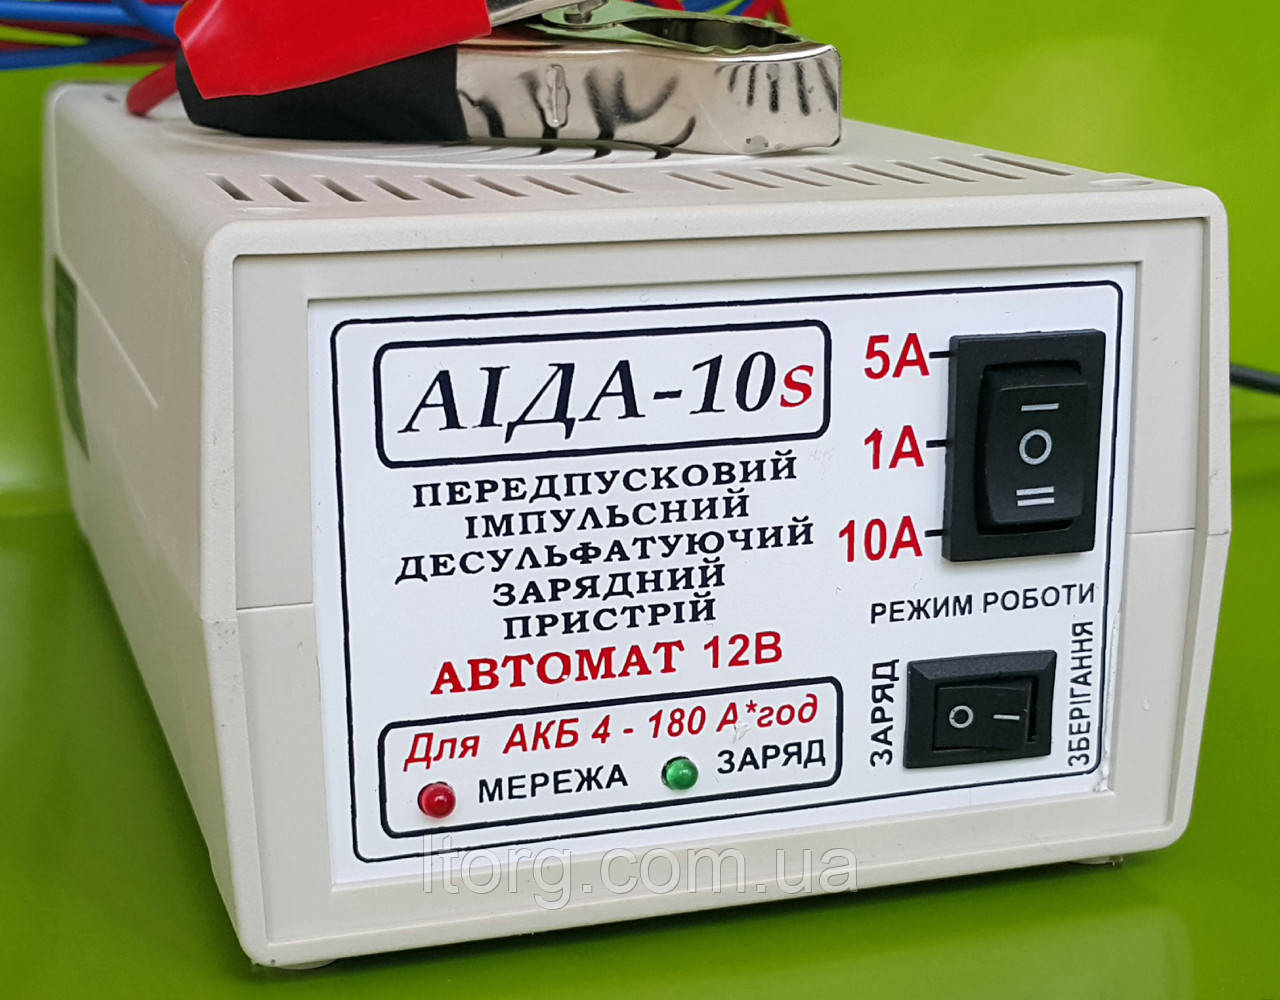 АІДА-10s
ПЕРЕДПУСКОВИЙ
ІМПУЛЬСНИЙ
ДЕСУЛЬФАТУЮЧИЙ
ЗАРЯДНИЙ
ПРИСТРІЙ
АВТОМАТ 12В
Для АКБ 4 - 180 А*год
МЕРЕЖА
ЗАРЯД
5А
1А
10А
РЕЖИМ РОБОТИ
ЗАРЯД
ЗБЕРІГАННЯ
ltorg.com.ua